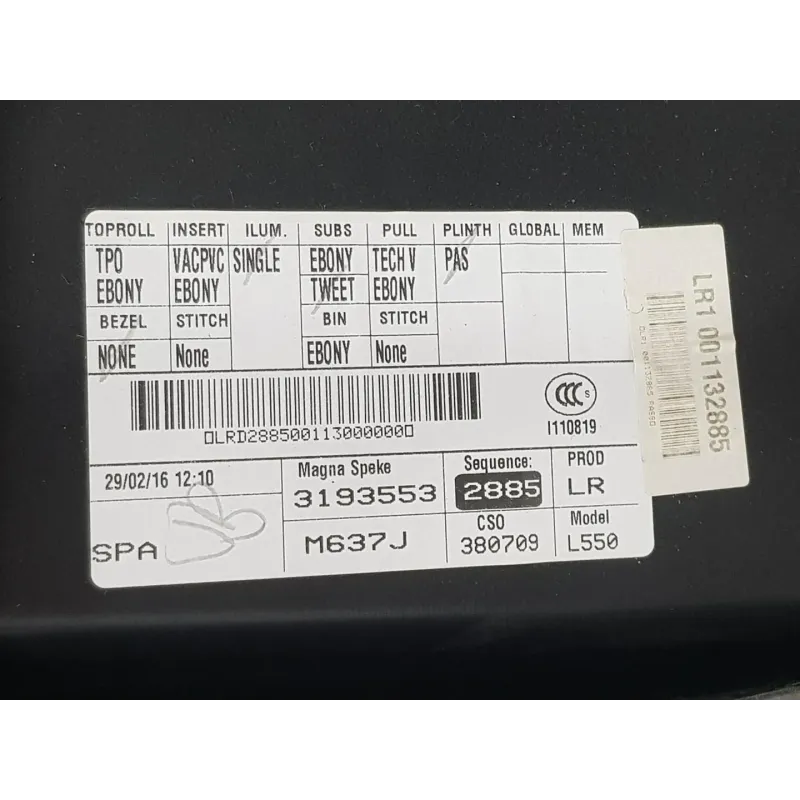 TOPROLL INSERT ILUM. SUBS PULL PLINTH GLOBAL MEM
TPO VACPVC SINGLE EBONY TECH V PAS
EBONY EBONY TWEET EBONY
BEZEL STITCH BIN STITCH
NONE None EBONY None
LRD2885001130000000
CCC S
I110819
29/02/16 12:10 Magna Speke Sequence: PROD
3193553 2885 LR
SPA M637J CSO Model
380709 L550
LR1 001132885